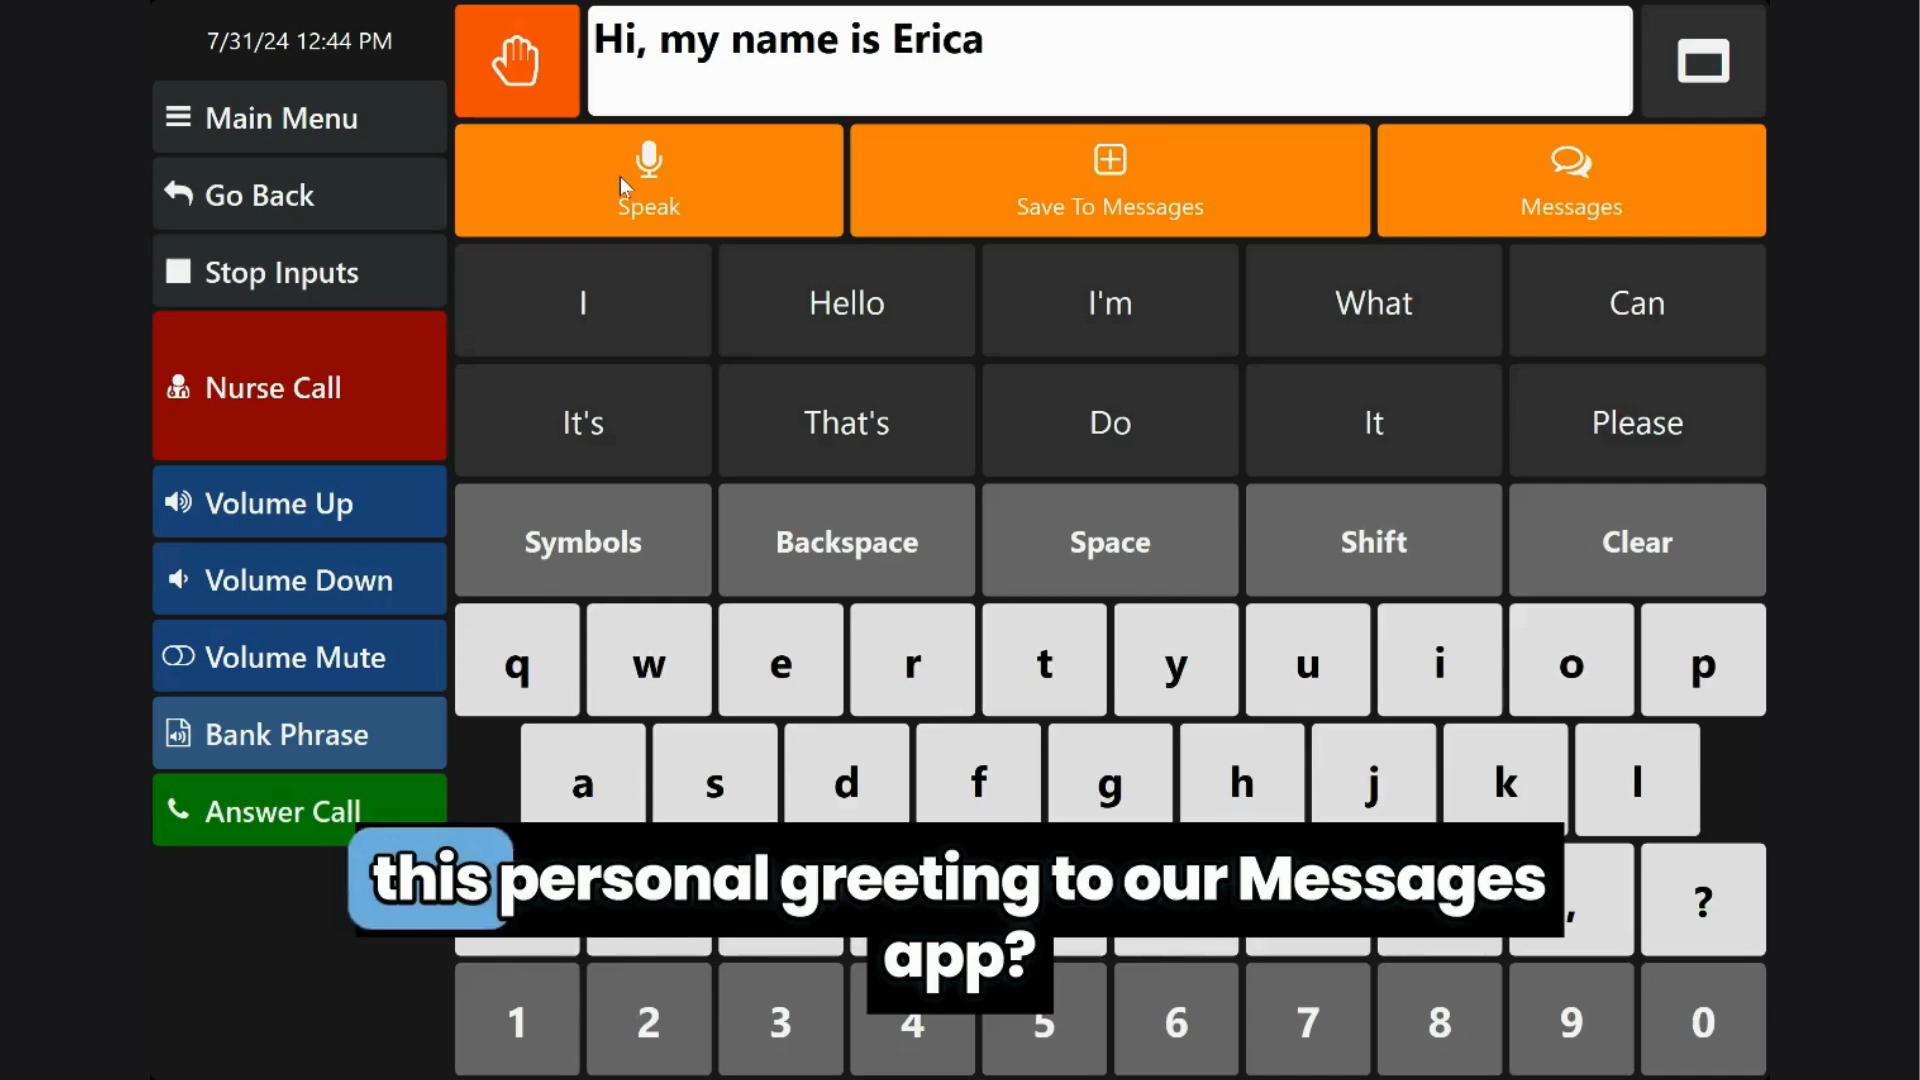 7/31/24 12:44 PM
Hi, my name is Erica
Main Menu
Go Back
Stop Inputs
Nurse Call
Volume Up
Volume Down
Volume Mute
Bank Phrase
Answer Call
Speak
Save To Messages
Messages
I
Hello
I'm
What
Can
It's
That's
Do
It
Please
Symbols
Backspace
Space
Shift
Clear
q w e r t y u i o p
a s d f g h j k l
, ?
this personal greeting to our Messages
app?
1 2 3 4 5 6 7 8 9 0